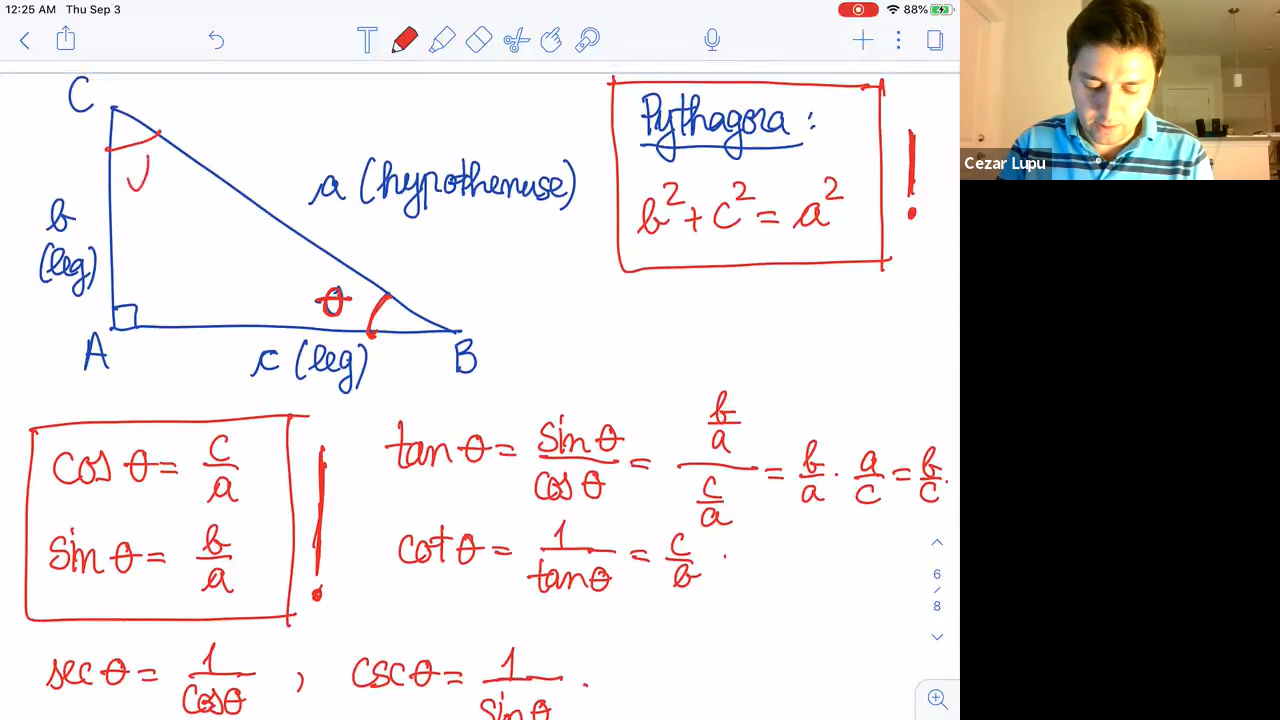 12:25 AM Thu Sep 3
88%
T
C
Pythagora :
b² + c² = a²
!
Cezar Lupu
a (hypothenuse)
b
(leg)
θ
A
c (leg)
B
cos θ = c/a
sin θ = b/a
!
tan θ = sin θ / cos θ = (b/a) / (c/a) = b/a · a/c = b/c .
cot θ = 1 / tan θ = c/b .
6
/
8
sec θ = 1 / cos θ , csc θ = 1 / sin θ .